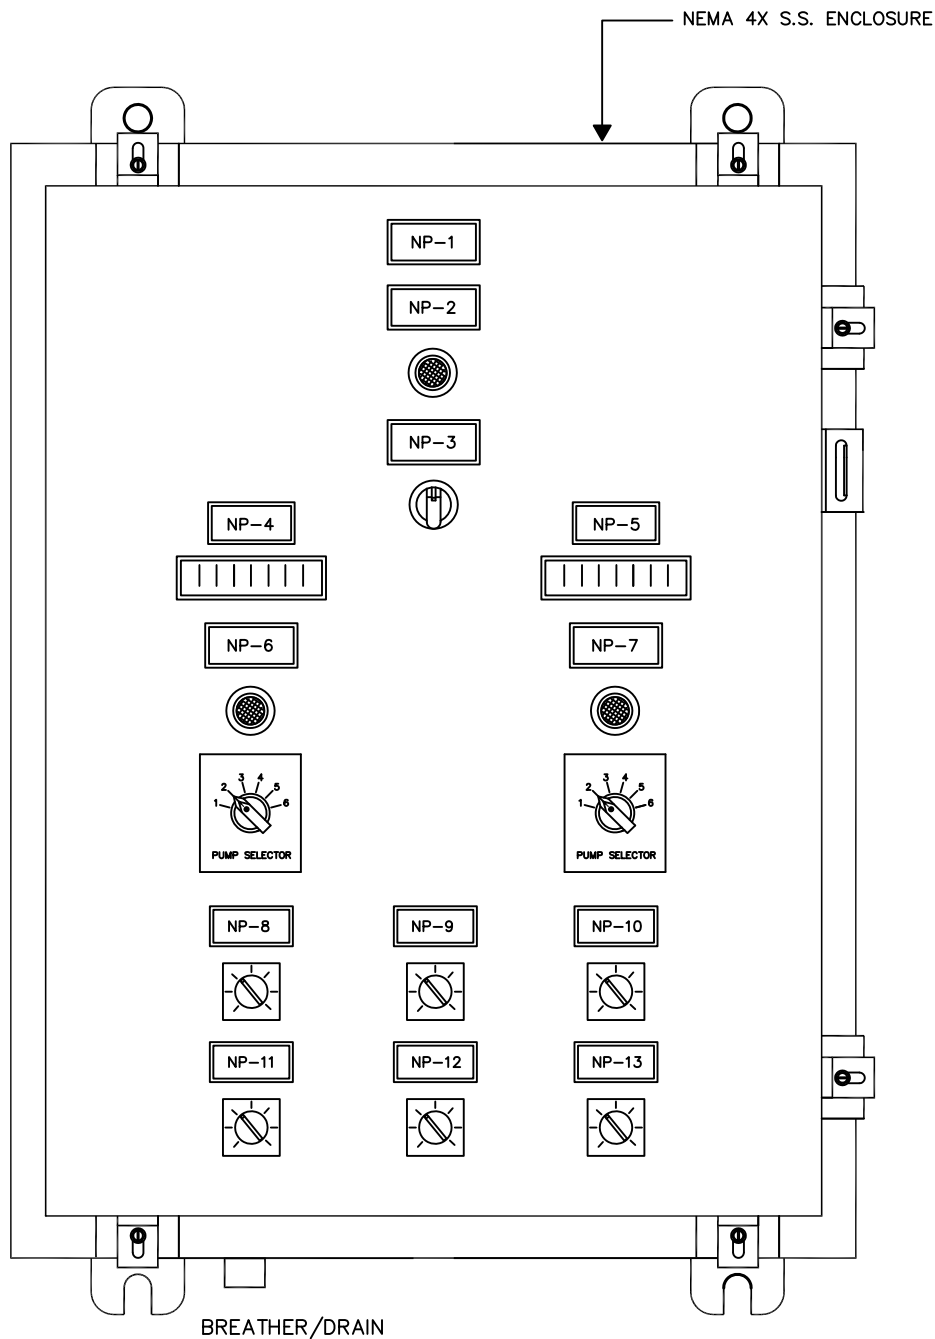 NEMA 4X S.S. ENCLOSURE
NP-1
NP-2
NP-3
NP-4
NP-5
NP-6
NP-7
1 2 3 4 5 6
PUMP SELECTOR
1 2 3 4 5 6
PUMP SELECTOR
NP-8
NP-9
NP-10
NP-11
NP-12
NP-13
BREATHER/DRAIN